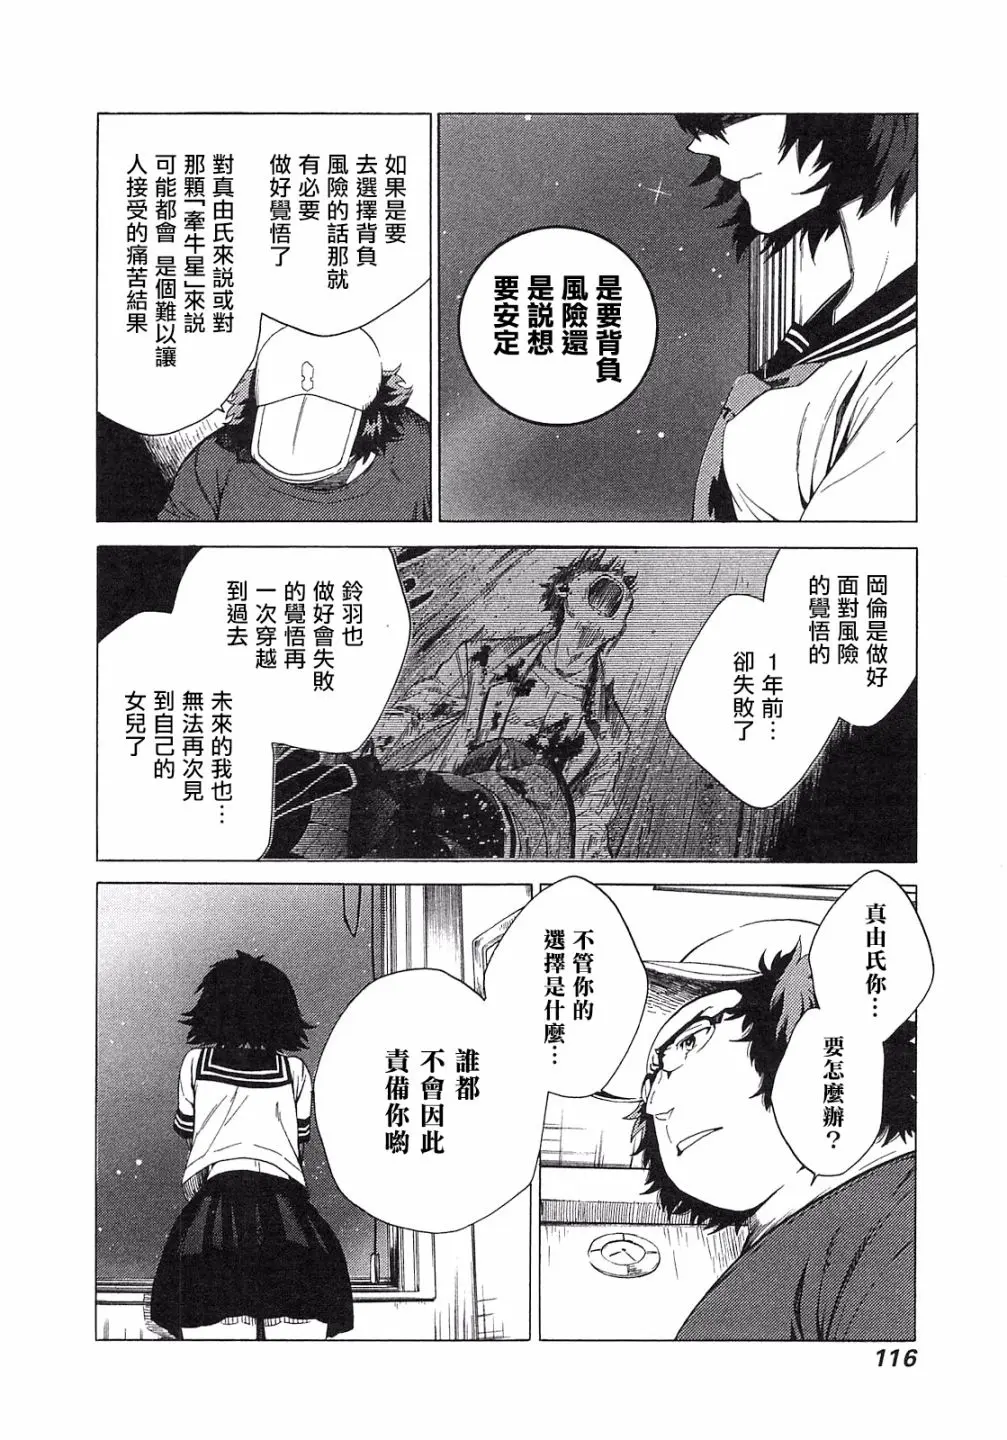 是要背負
風險還
是説想
要安定
如果是要
去選擇背負
風險的話那就
有必要
做好覺悟了
對真由氏來説或對
那顆「牽牛星」來説
可能都會 是個難以讓
人接受的痛苦結果
岡倫是做好
面對風險
的覺悟的
1年前…
卻失敗了
鈴羽也
做好會失敗
的覺悟再
一次穿越
到過去
未來的我也…
無法再次見
到自己的
女兒了
真由氏你…
要怎麼辦？
不管你的
選擇是什麼…
誰都
不會因此
責備你喲
116